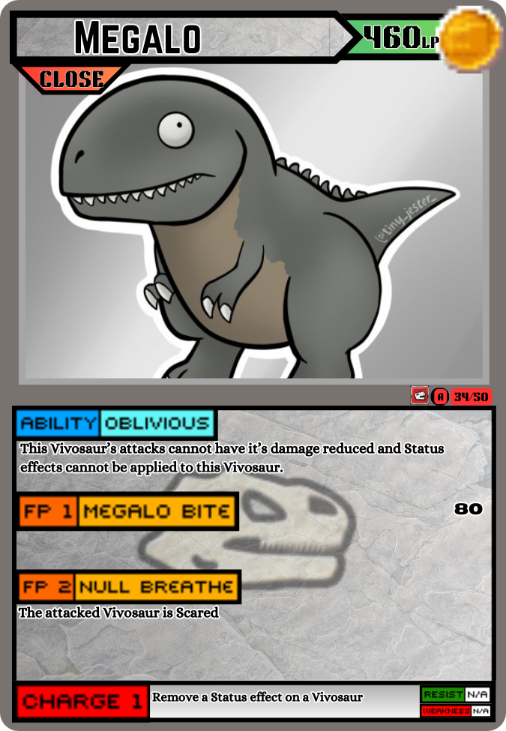 MEGALO
460LP
CLOSE
@tiny_jester_
A 34/50
ABILITY OBLIVIOUS
This Vivosaur's attacks cannot have it's damage reduced and Status
effects cannot be applied to this Vivosaur.
FP 1 MEGALO BITE 80
FP 2 NULL BREATHE
The attacked Vivosaur is Scared
CHARGE 1 Remove a Status effect on a Vivosaur
RESIST N/A
WEAKNESS N/A